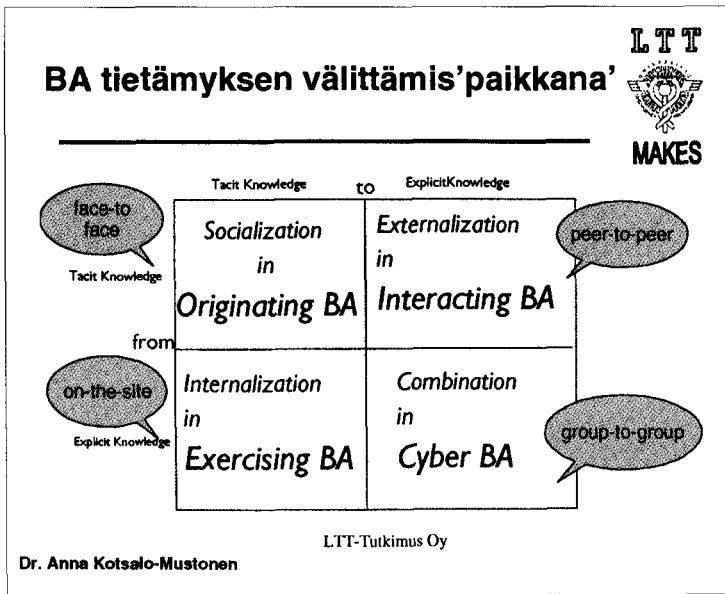 LTT
BA tietämyksen välittämis'paikkana'
MAKES
Tacit Knowledge to ExplicitKnowledge
face-to
face
Tacit Knowledge
Socialization
in
Originating BA
Externalization
in
Interacting BA
peer-to-peer
from
on-the-site
Explicit Knowledge
Internalization
in
Exercising BA
Combination
in
Cyber BA
group-to-group
LTT-Tutkimus Oy
Dr. Anna Kotsalo-Mustonen